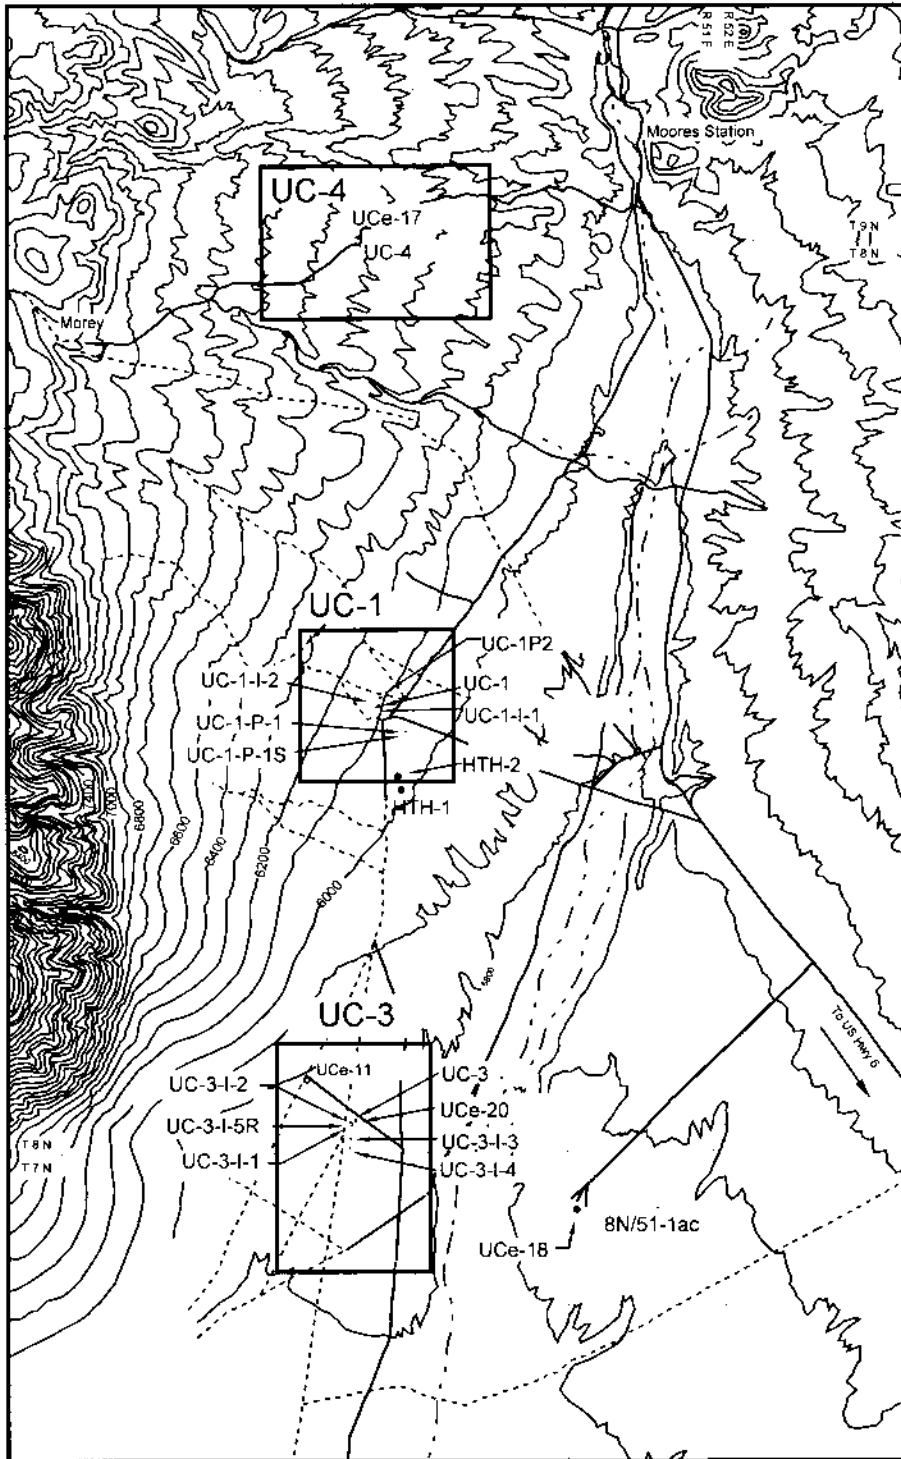 R 52 E
R 51 E
Moores Station
UC-4
UCe-17
UC-4
T 9 N
T 8 N
Morey
UC-1
UC-1P2
UC-1-I-2
UC-1
UC-1-I-1
UC-1-P-1
UC-1-P-1S
HTH-2
HTH-1
7000
6800
6600
6400
6200
6000
5800
UC-3
To US Hwy 6
UCe-11
UC-3
UC-3-I-2
UCe-20
UC-3-I-5R
UC-3-I-3
T 8 N
T 7 N
UC-3-I-1
UC-3-I-4
8N/51-1ac
UCe-18